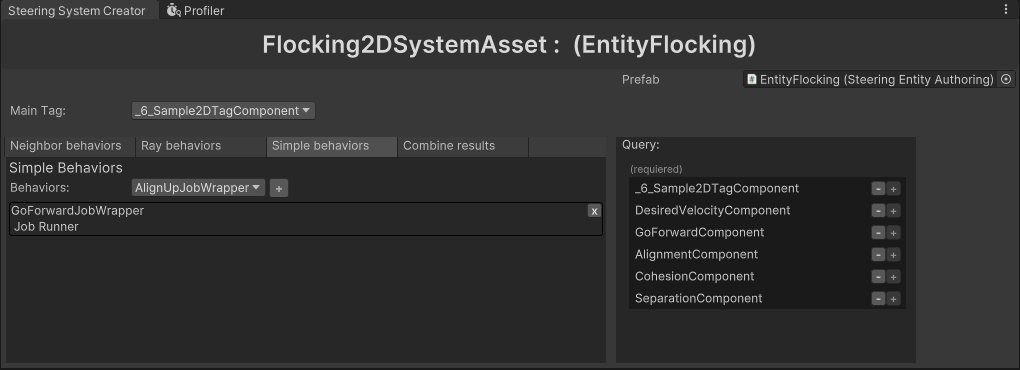 Steering System Creator
Profiler
Flocking2DSystemAsset : (EntityFlocking)
Prefab
# EntityFlocking (Steering Entity Authoring)
Main Tag:
_6_Sample2DTagComponent
Neighbor behaviors
Ray behaviors
Simple behaviors
Combine results
Simple Behaviors
Behaviors:
AlignUpJobWrapper
+
GoForwardJobWrapper
x
Job Runner
Query:
(requiered)
_6_Sample2DTagComponent - +
DesiredVelocityComponent - +
GoForwardComponent - +
AlignmentComponent - +
CohesionComponent - +
SeparationComponent - +